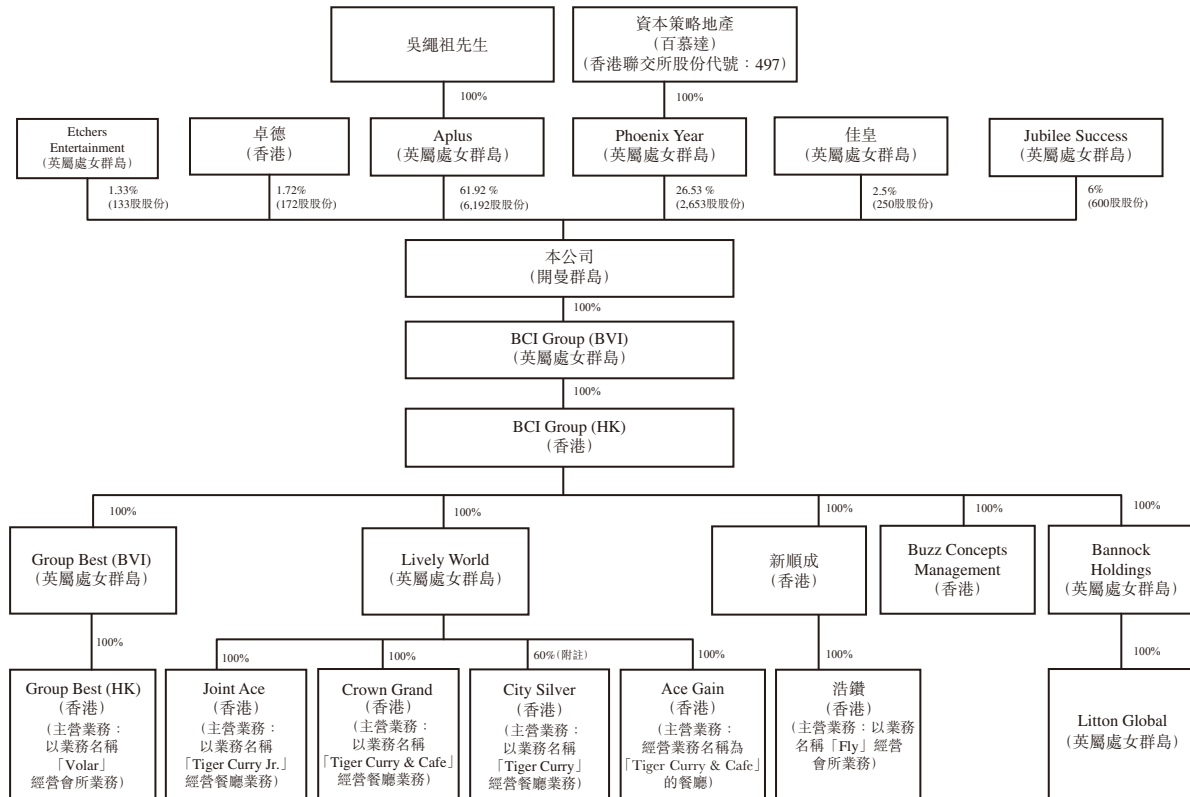 吳繩祖先生
資本策略地產
(百慕達)
(香港聯交所股份代號：497)
100%
100%
Etchers
Entertainment
(英屬處女群島)
卓德
(香港)
Aplus
(英屬處女群島)
Phoenix Year
(英屬處女群島)
佳皇
(英屬處女群島)
Jubilee Success
(英屬處女群島)
1.33%
(133股股份)
1.72%
(172股股份)
61.92 %
(6,192股股份)
26.53 %
(2,653股股份)
2.5%
(250股股份)
6%
(600股股份)
本公司
(開曼群島)
100%
BCI Group (BVI)
(英屬處女群島)
100%
BCI Group (HK)
(香港)
100%
100%
100%
100%
100%
Group Best (BVI)
(英屬處女群島)
Lively World
(英屬處女群島)
新順成
(香港)
Buzz Concepts
Management
(香港)
Bannock
Holdings
(英屬處女群島)
100%
100%
100%
60%(附註)
100%
100%
100%
Group Best (HK)
(香港)
(主營業務：
以業務名稱
「Volar」
經營會所業務)
Joint Ace
(香港)
(主營業務：
以業務名稱
「Tiger Curry Jr.」
經營餐廳業務)
Crown Grand
(香港)
(主營業務：
以業務名稱
「Tiger Curry & Cafe」
經營餐廳業務)
City Silver
(香港)
(主營業務：
以業務名稱
「Tiger Curry」
經營餐廳業務)
Ace Gain
(香港)
(主營業務：
經營業務名稱為
「Tiger Curry & Cafe」
的餐廳)
浩鑽
(香港)
(主營業務：以業務
名稱「Fly」經營
會所業務)
Litton Global
(英屬處女群島)